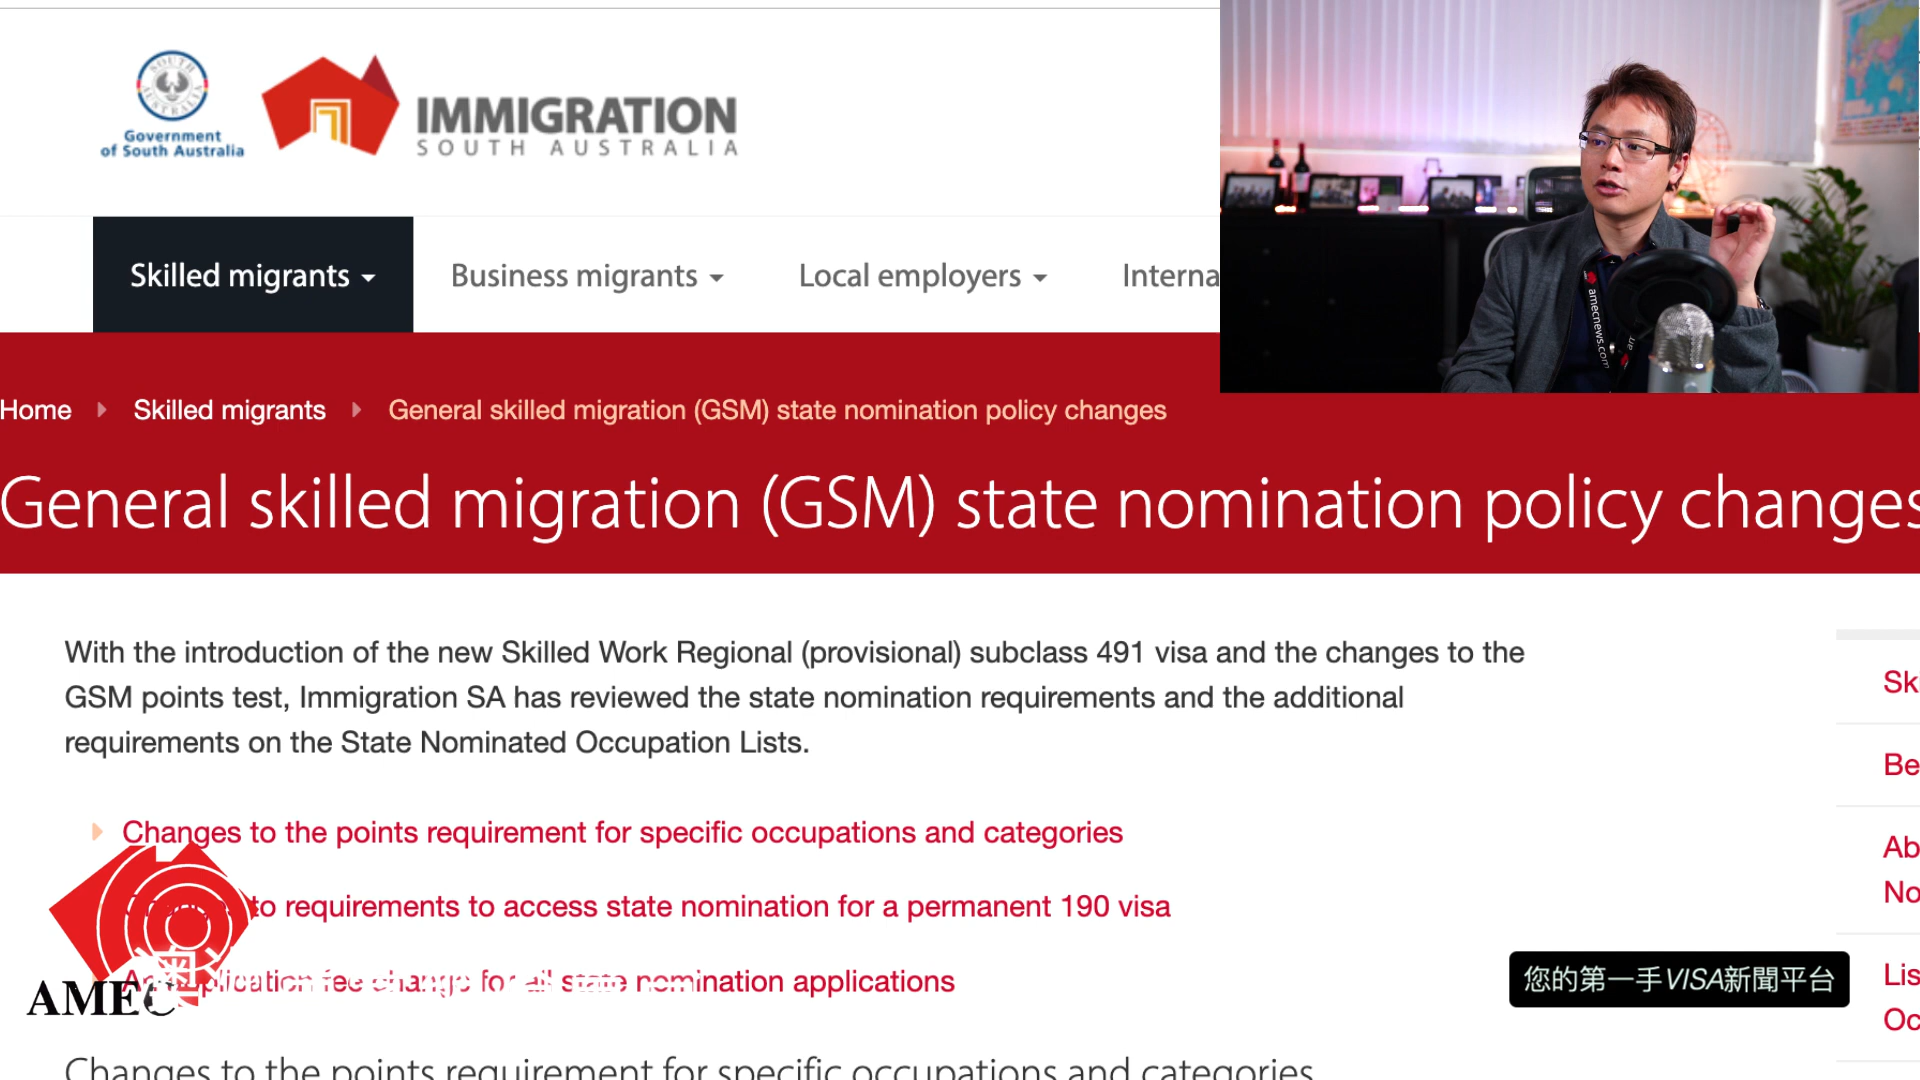 SOUTH
AUSTRALIA
Government
of South Australia
IMMIGRATION
SOUTH AUSTRALIA
Skilled migrants
Business migrants
Local employers
Interna
amecnews.com
Home
Skilled migrants
General skilled migration (GSM) state nomination policy changes
General skilled migration (GSM) state nomination policy changes
With the introduction of the new Skilled Work Regional (provisional) subclass 491 visa and the changes to the
GSM points test, Immigration SA has reviewed the state nomination requirements and the additional
requirements on the State Nominated Occupation Lists.
Changes to the points requirement for specific occupations and categories
to requirements to access state nomination for a permanent 190 visa
for all state nomination applications
AMEC
您的第一手VISA新聞平台
Sk
Be
Ab
No
Lis
Oc
Changes to the points requirement for specific occupations and categories